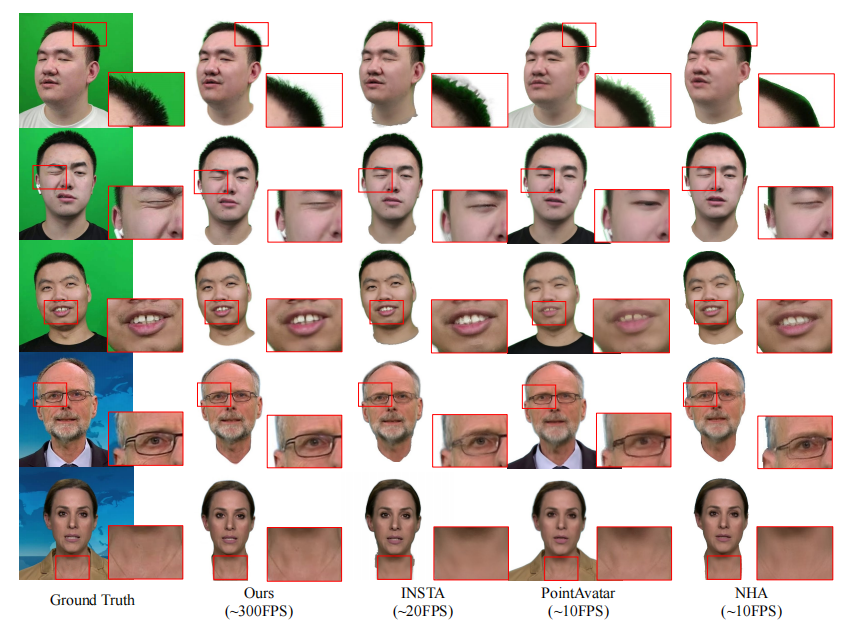 Ground Truth
Ours
(~300FPS)
INSTA
(~20FPS)
PointAvatar
(~10FPS)
NHA
(~10FPS)